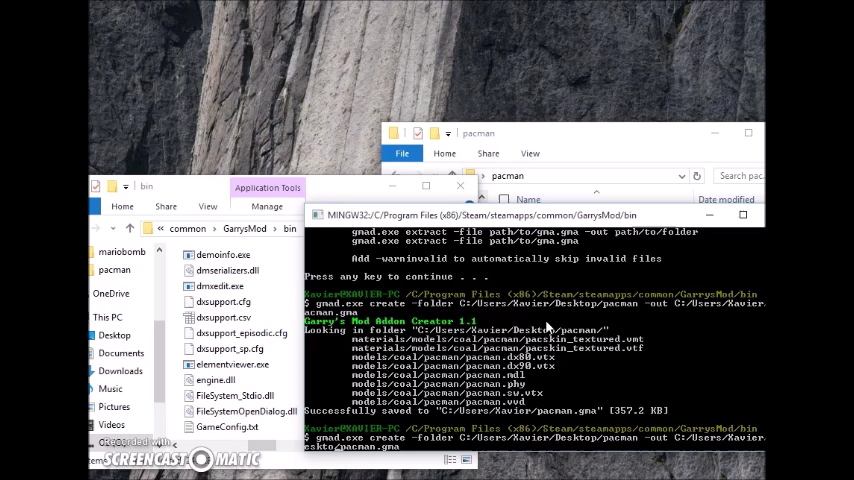 pacman
File
Home
Share
View
pacman
Search pac
Name
Date modified
bin
Application Tools
Home
Share
View
Manage
common
GarrysMod
bin
mariobomb
pacman
OneDrive
This PC
Desktop
Documents
Downloads
Music
Pictures
Videos
demoinfo.exe
dmserializers.dll
dmxedit.exe
dxsupport.cfg
dxsupport.csv
dxsupport_episodic.cfg
dxsupport_sp.cfg
elementviewer.exe
engine.dll
FileSystem_Stdio.dll
FileSystemOpenDialog.dll
GameConfig.txt
MINGW32:/C/Program Files (x86)/Steam/steamapps/common/GarrysMod/bin
gmad.exe extract -file path/to/gma.gma -out path/to/folder
gmad.exe extract -file path/to/gma.gma
Add -warninvalid to automatically skip invalid files
Press any key to continue . . .
Xavier@XAVIER-PC /C/Program Files (x86)/Steam/steamapps/common/GarrysMod/bin
$ gmad.exe create -folder C:/Users/Xavier/Desktop/pacman -out C:/Users/Xavier/
acman.gma
Garry's Mod Addon Creator 1.1
Looking in folder "C:/Users/Xavier/Desktop/pacman/"
materials/models/coal/pacman/pacskin_textured.vmt
materials/models/coal/pacman/pacskin_textured.vtf
models/coal/pacman/pacman.dx80.vtx
models/coal/pacman/pacman.dx90.vtx
models/coal/pacman/pacman.mdl
models/coal/pacman/pacman.phy
models/coal/pacman/pacman.sw.vtx
models/coal/pacman/pacman.vvd
Successfully saved to "C:/Users/Xavier/pacman.gma" [357.2 KB]
Xavier@XAVIER-PC /C/Program Files (x86)/Steam/steamapps/common/GarrysMod/bin
$ gmad.exe create -folder C:/Users/Xavier/Desktop/pacman -out C:/Users/Xavier/
eskto/pacman.gma
Recorded with
SCREENCAST MATIC